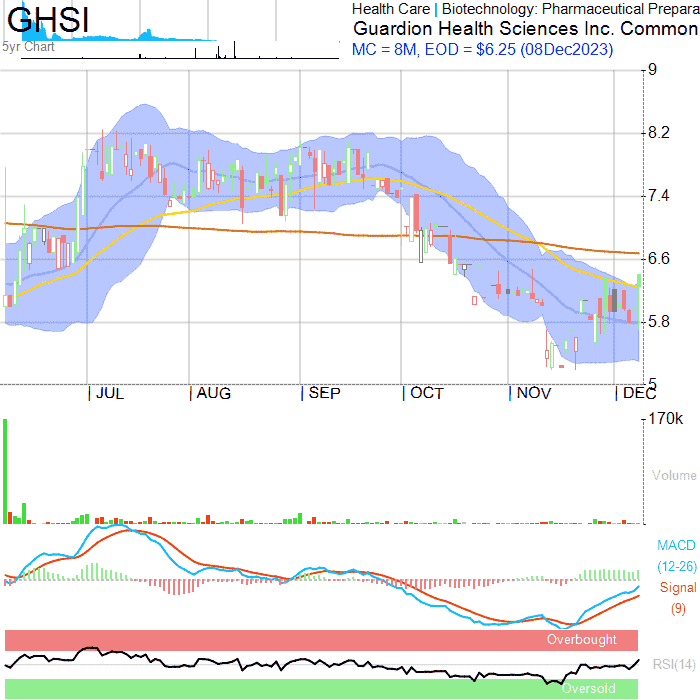 GHSI
Health Care | Biotechnology: Pharmaceutical Prepara
Guardion Health Sciences Inc. Common
5yr Chart
MC = 8M, EOD = $6.25 (08Dec2023)
9
8.2
7.4
6.6
5.8
5
| JUL | AUG | SEP | OCT | NOV | DEC
170k
Volume
MACD
(12-26)
Signal
(9)
Overbought
RSI(14)
Oversold